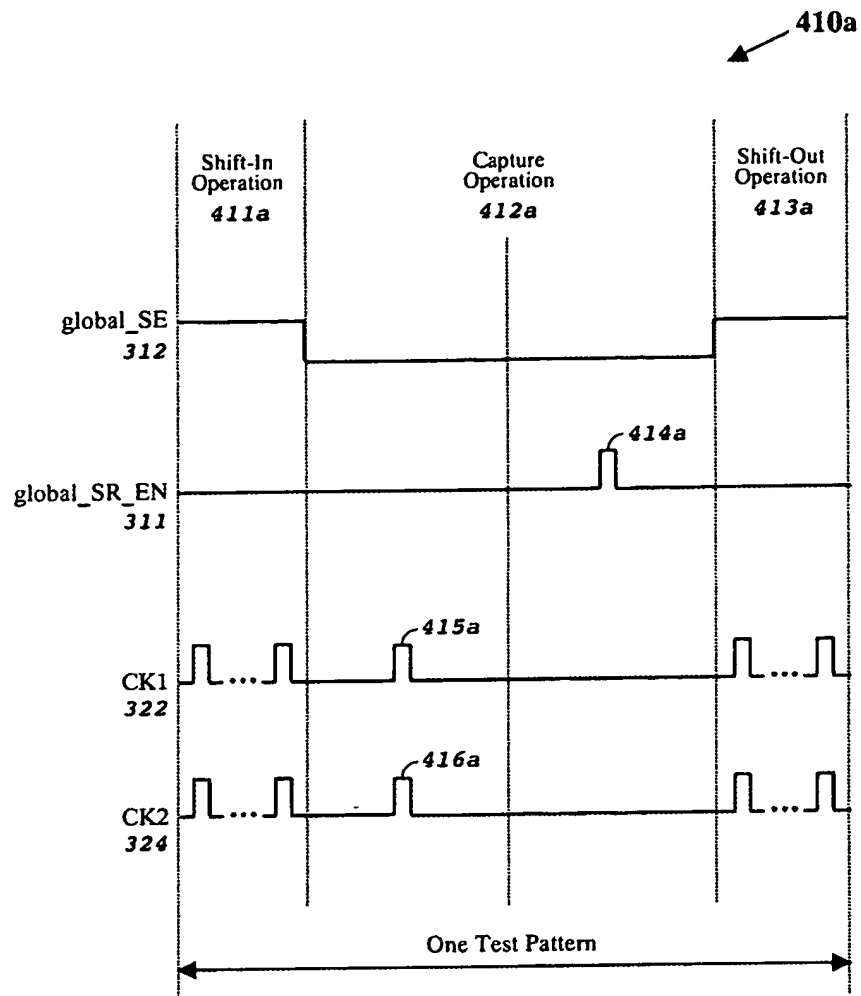 410a
Shift-In
Operation
411a
Capture
Operation
412a
Shift-Out
Operation
413a
global_SE
312
414a
global_SR_EN
311
415a
CK1
322
416a
CK2
324
One Test Pattern